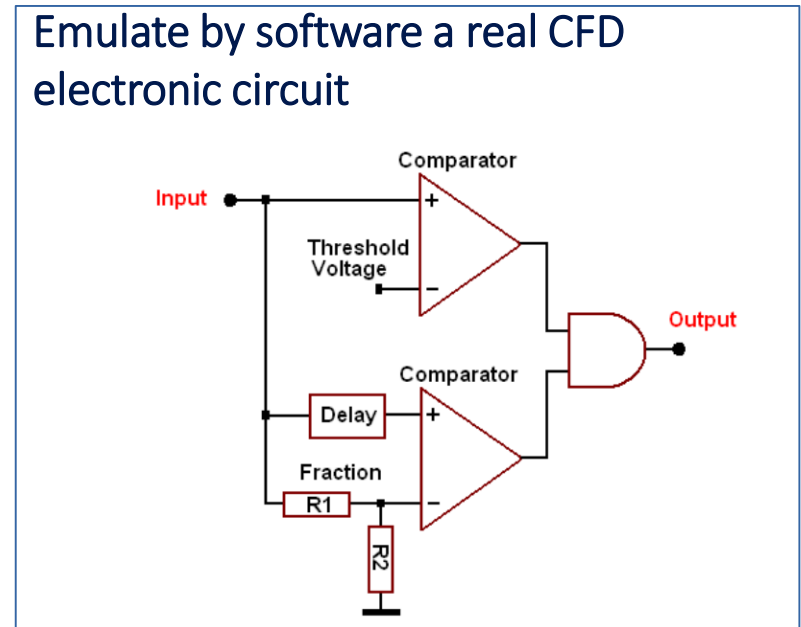 Emulate by software a real CFD
electronic circuit
Comparator
Input
+
Threshold
Voltage
−
Output
Comparator
Delay
+
Fraction
R1
−
R2